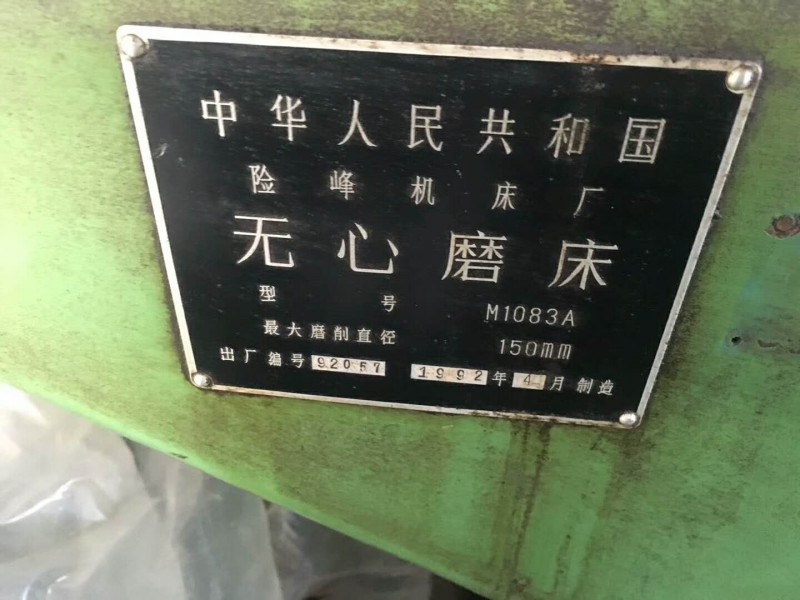 中华人民共和国
险峰机床厂
无心磨床
型号 M1083A
最大磨削直径 150mm
出厂编号 92057 1992年4月制造